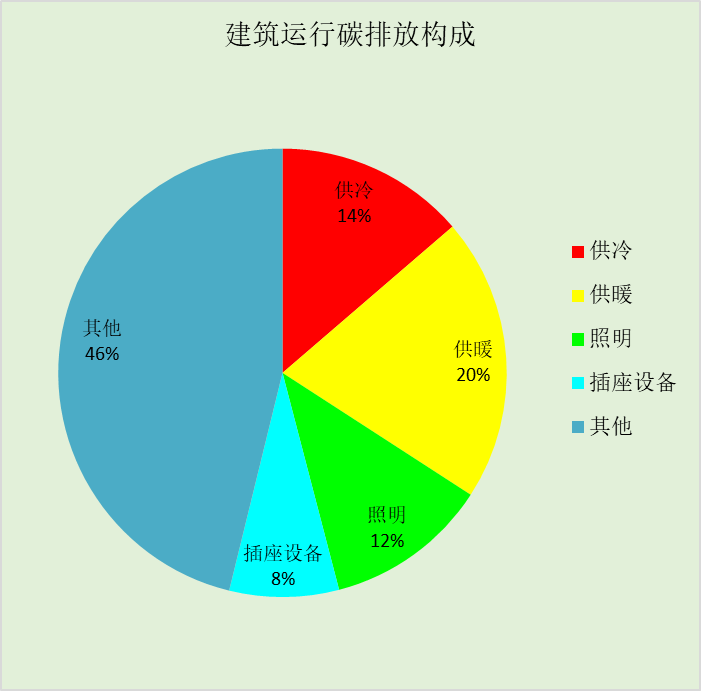 建筑运行碳排放构成
供冷
14%
供暖
20%
照明
12%
插座设备
8%
其他
46%
供冷
供暖
照明
插座设备
其他